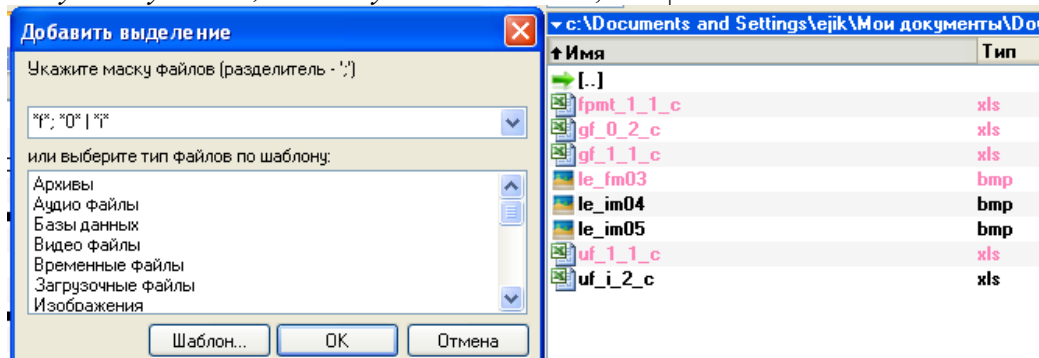 Добавить выделение
Укажите маску файлов (разделитель - ';')
*f*; *0* | *i*
или выберите тип файлов по шаблону:
Архивы
Аудио файлы
Базы данных
Видео файлы
Временные файлы
Загрузочные файлы
Изображения
Шаблон...
OK
Отмена
c:\Documents and Settings\ejik\Мои документы\Dow
Имя Тип
[..]
fpmt_1_1_c xls
gf_0_2_c xls
gf_1_1_c xls
le_fm03 bmp
le_im04 bmp
le_im05 bmp
uf_1_1_c xls
uf_i_2_c xls